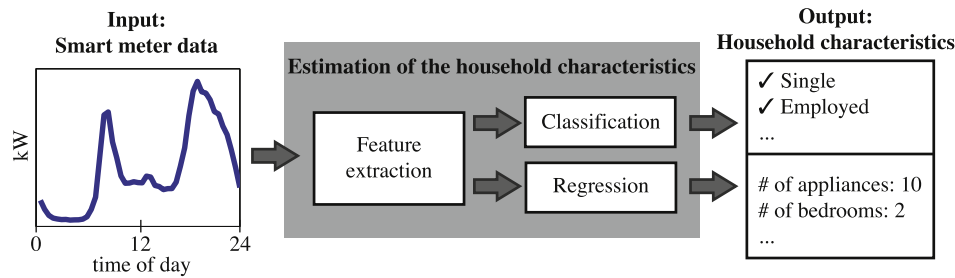 Input:
Smart meter data
kW
0
12
24
time of day
Estimation of the household characteristics
Feature
extraction
Classification
Regression
Output:
Household characteristics
✓ Single
✓ Employed
...
# of appliances: 10
# of bedrooms: 2
...